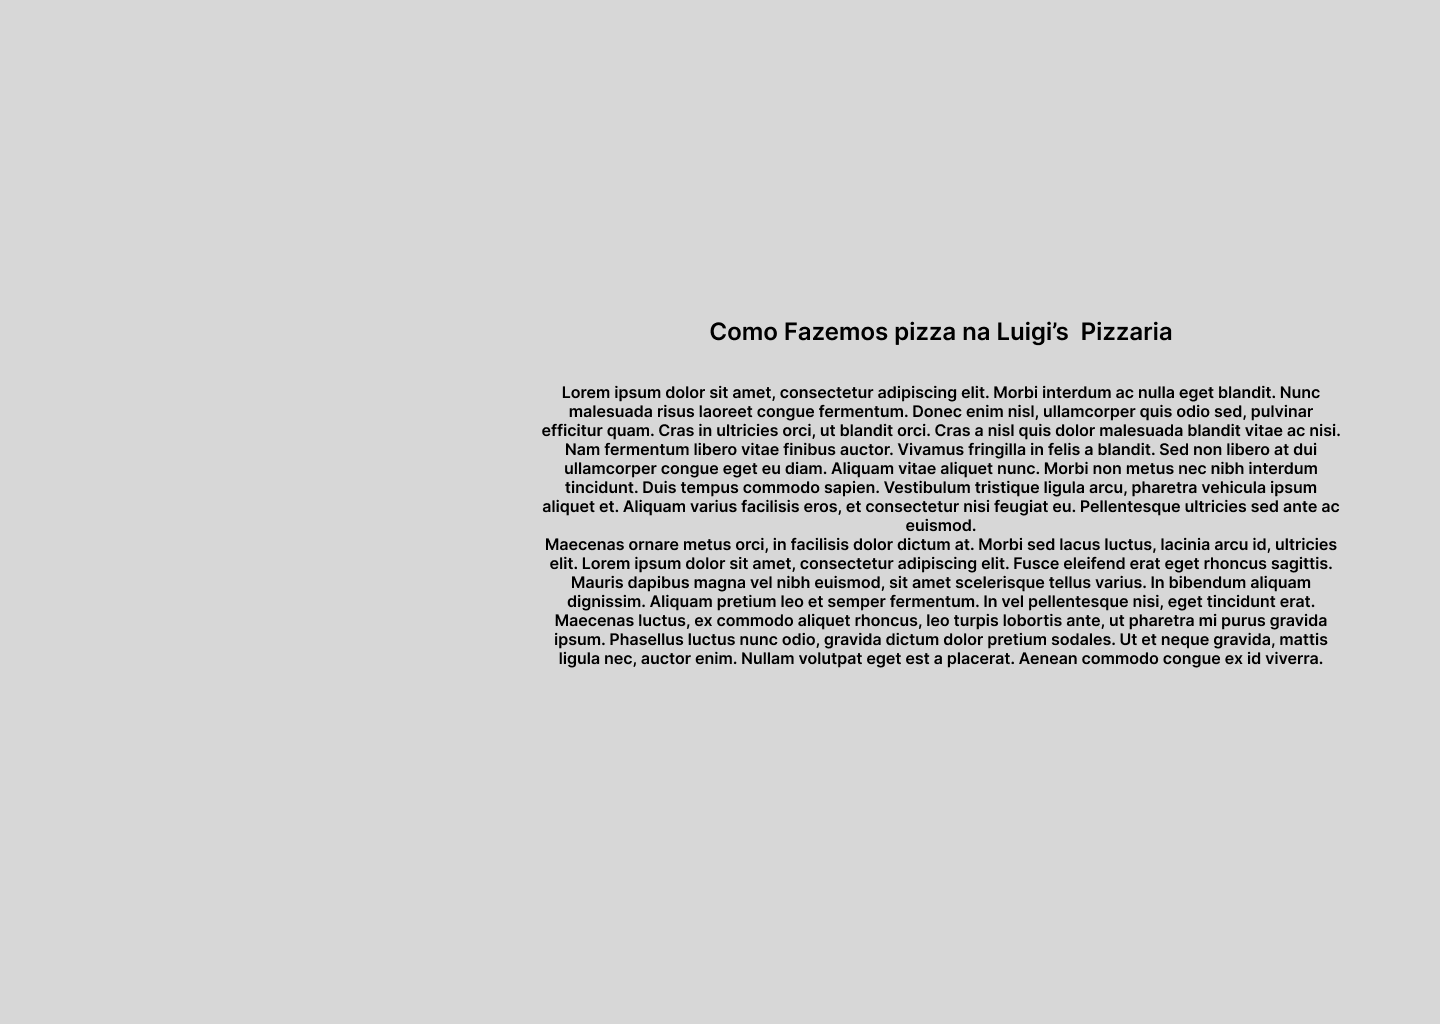 Como Fazemos pizza na Luigi’s  Pizzaria
Lorem ipsum dolor sit amet, consectetur adipiscing elit. Morbi interdum ac nulla eget blandit. Nunc
malesuada risus laoreet congue fermentum. Donec enim nisl, ullamcorper quis odio sed, pulvinar
efficitur quam. Cras in ultricies orci, ut blandit orci. Cras a nisl quis dolor malesuada blandit vitae ac nisi.
Nam fermentum libero vitae finibus auctor. Vivamus fringilla in felis a blandit. Sed non libero at dui
ullamcorper congue eget eu diam. Aliquam vitae aliquet nunc. Morbi non metus nec nibh interdum
tincidunt. Duis tempus commodo sapien. Vestibulum tristique ligula arcu, pharetra vehicula ipsum
aliquet et. Aliquam varius facilisis eros, et consectetur nisi feugiat eu. Pellentesque ultricies sed ante ac
euismod.
Maecenas ornare metus orci, in facilisis dolor dictum at. Morbi sed lacus luctus, lacinia arcu id, ultricies
elit. Lorem ipsum dolor sit amet, consectetur adipiscing elit. Fusce eleifend erat eget rhoncus sagittis.
Mauris dapibus magna vel nibh euismod, sit amet scelerisque tellus varius. In bibendum aliquam
dignissim. Aliquam pretium leo et semper fermentum. In vel pellentesque nisi, eget tincidunt erat.
Maecenas luctus, ex commodo aliquet rhoncus, leo turpis lobortis ante, ut pharetra mi purus gravida
ipsum. Phasellus luctus nunc odio, gravida dictum dolor pretium sodales. Ut et neque gravida, mattis
ligula nec, auctor enim. Nullam volutpat eget est a placerat. Aenean commodo congue ex id viverra.